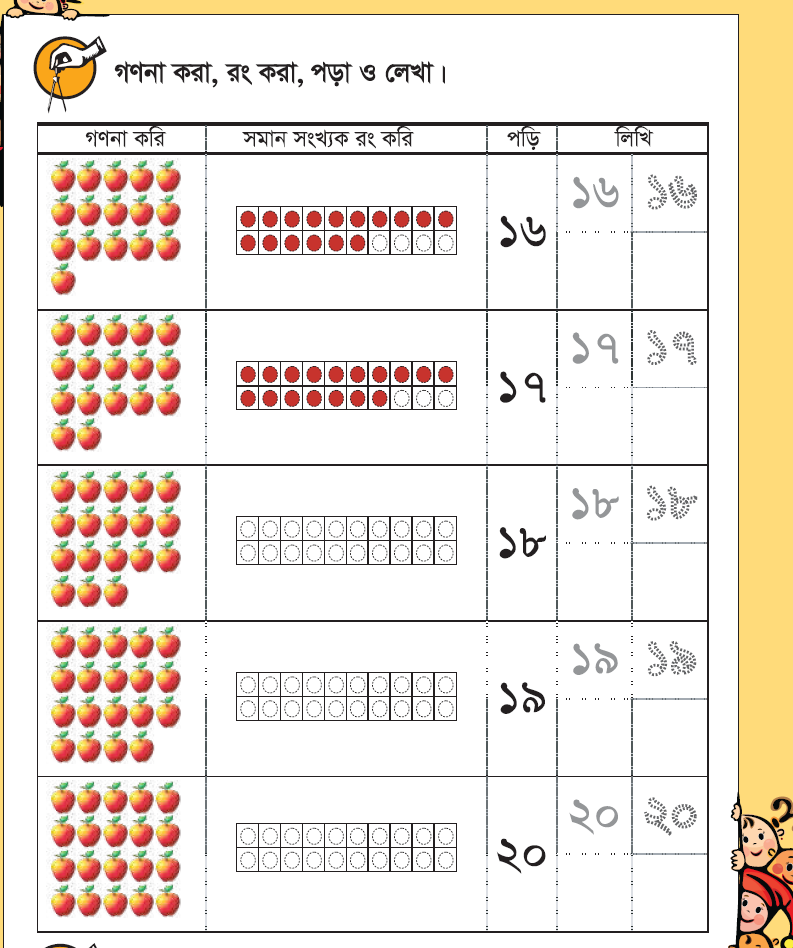 গণনা করা, রং করা, পড়া ও লেখা।
গণনা করি সমান সংখ্যক রং করি পড়ি লিখি
১৬ ১৬ ১৬
১৭ ১৭ ১৭
১৮ ১৮ ১৮
১৯ ১৯ ১৯
২০ ২০ ২০